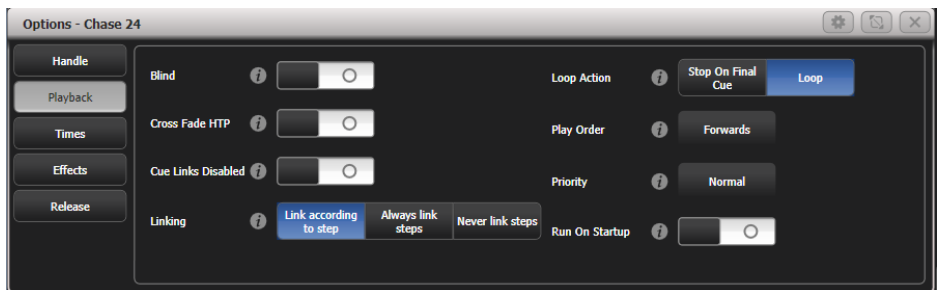 Options - Chase 24
Handle
Playback
Times
Effects
Release
Blind
Cross Fade HTP
Cue Links Disabled
Linking
Link according
to step
Always link
steps
Never link steps
Loop Action
Stop On Final
Cue
Loop
Play Order
Forwards
Priority
Normal
Run On Startup